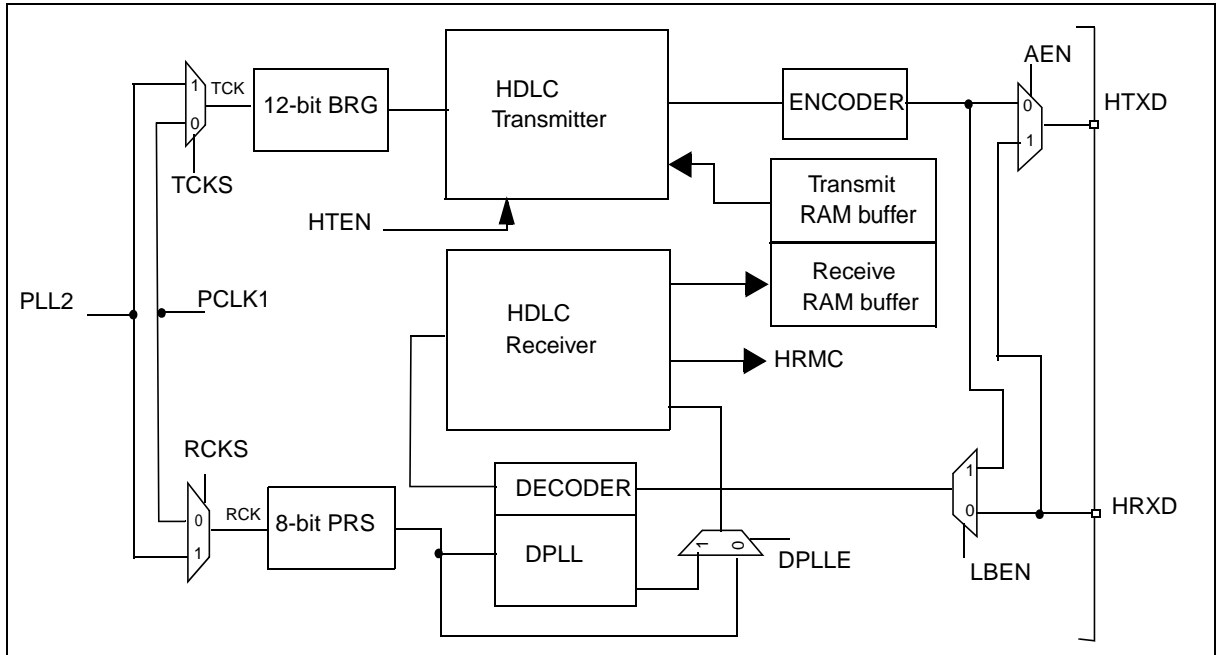 AEN
1
TCK
0
12-bit BRG
HDLC
Transmitter
ENCODER
0
1
HTXD
TCKS
HTEN
Transmit
RAM buffer
Receive
RAM buffer
PLL2
PCLK1
HDLC
Receiver
HRMC
RCKS
RCK
0
1
8-bit PRS
DECODER
DPLL
1
0
DPLLE
1
0
LBEN
HRXD